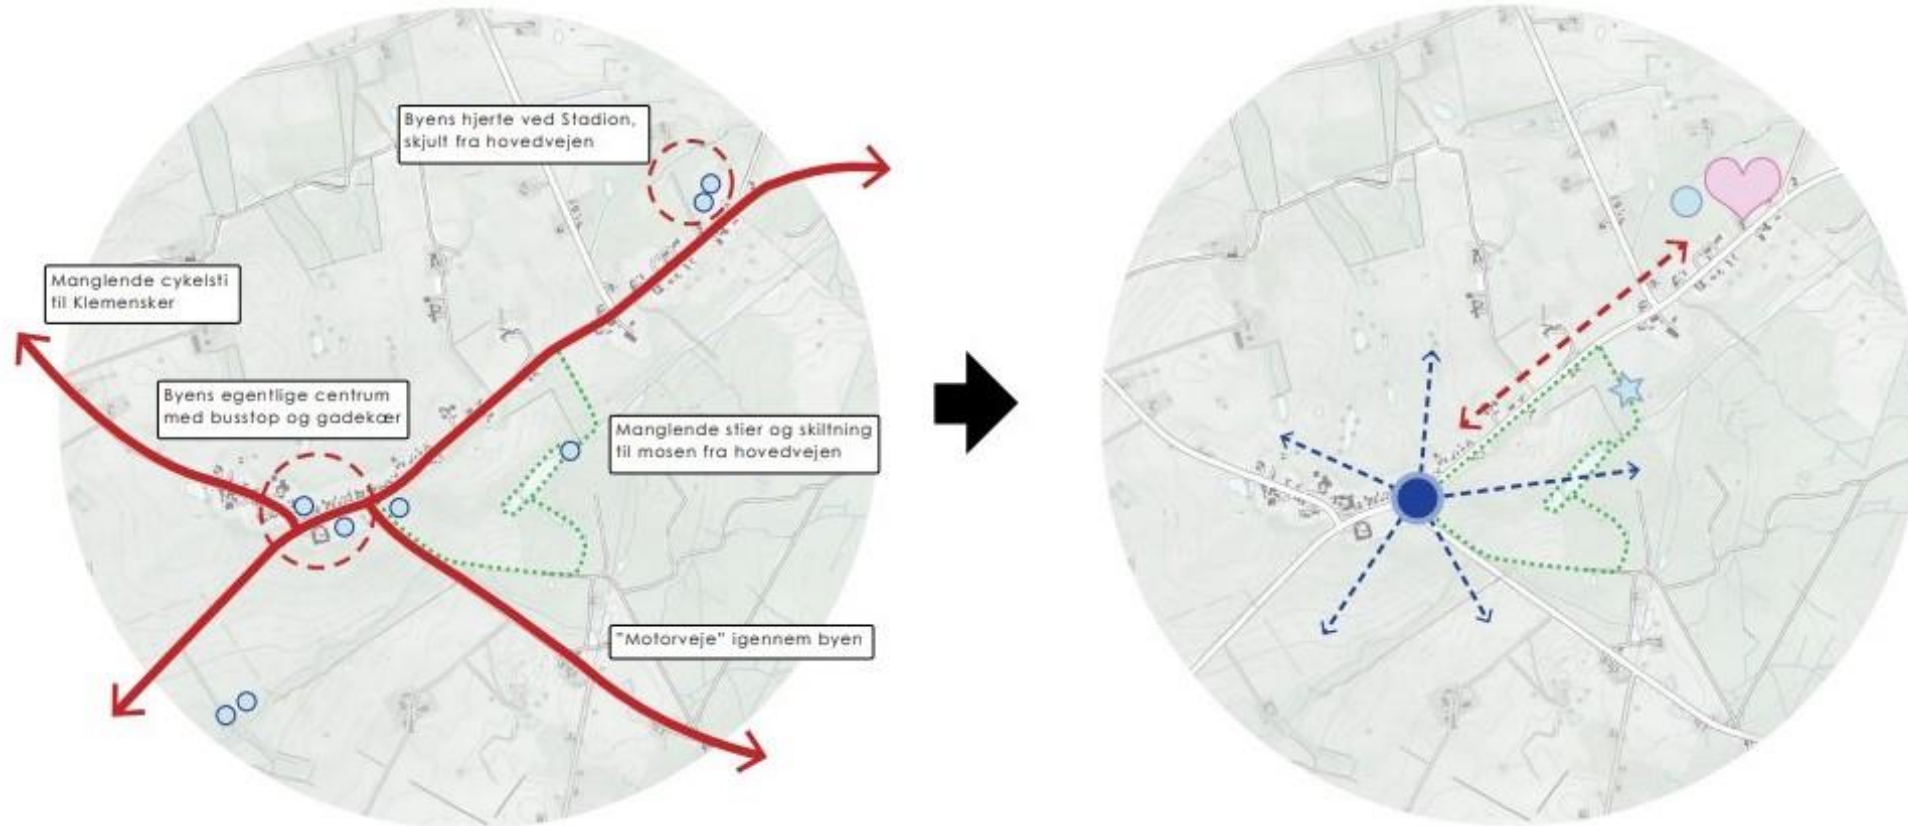 Byens hjerte ved Stadion,
skjult fra hovedvejen
Manglende cykelsti
til Klemensker
Byens egentlige centrum
med busstop og gadekær
Manglende stier og skiltning
til mosen fra hovedvejen
"Motorveje" igennem byen